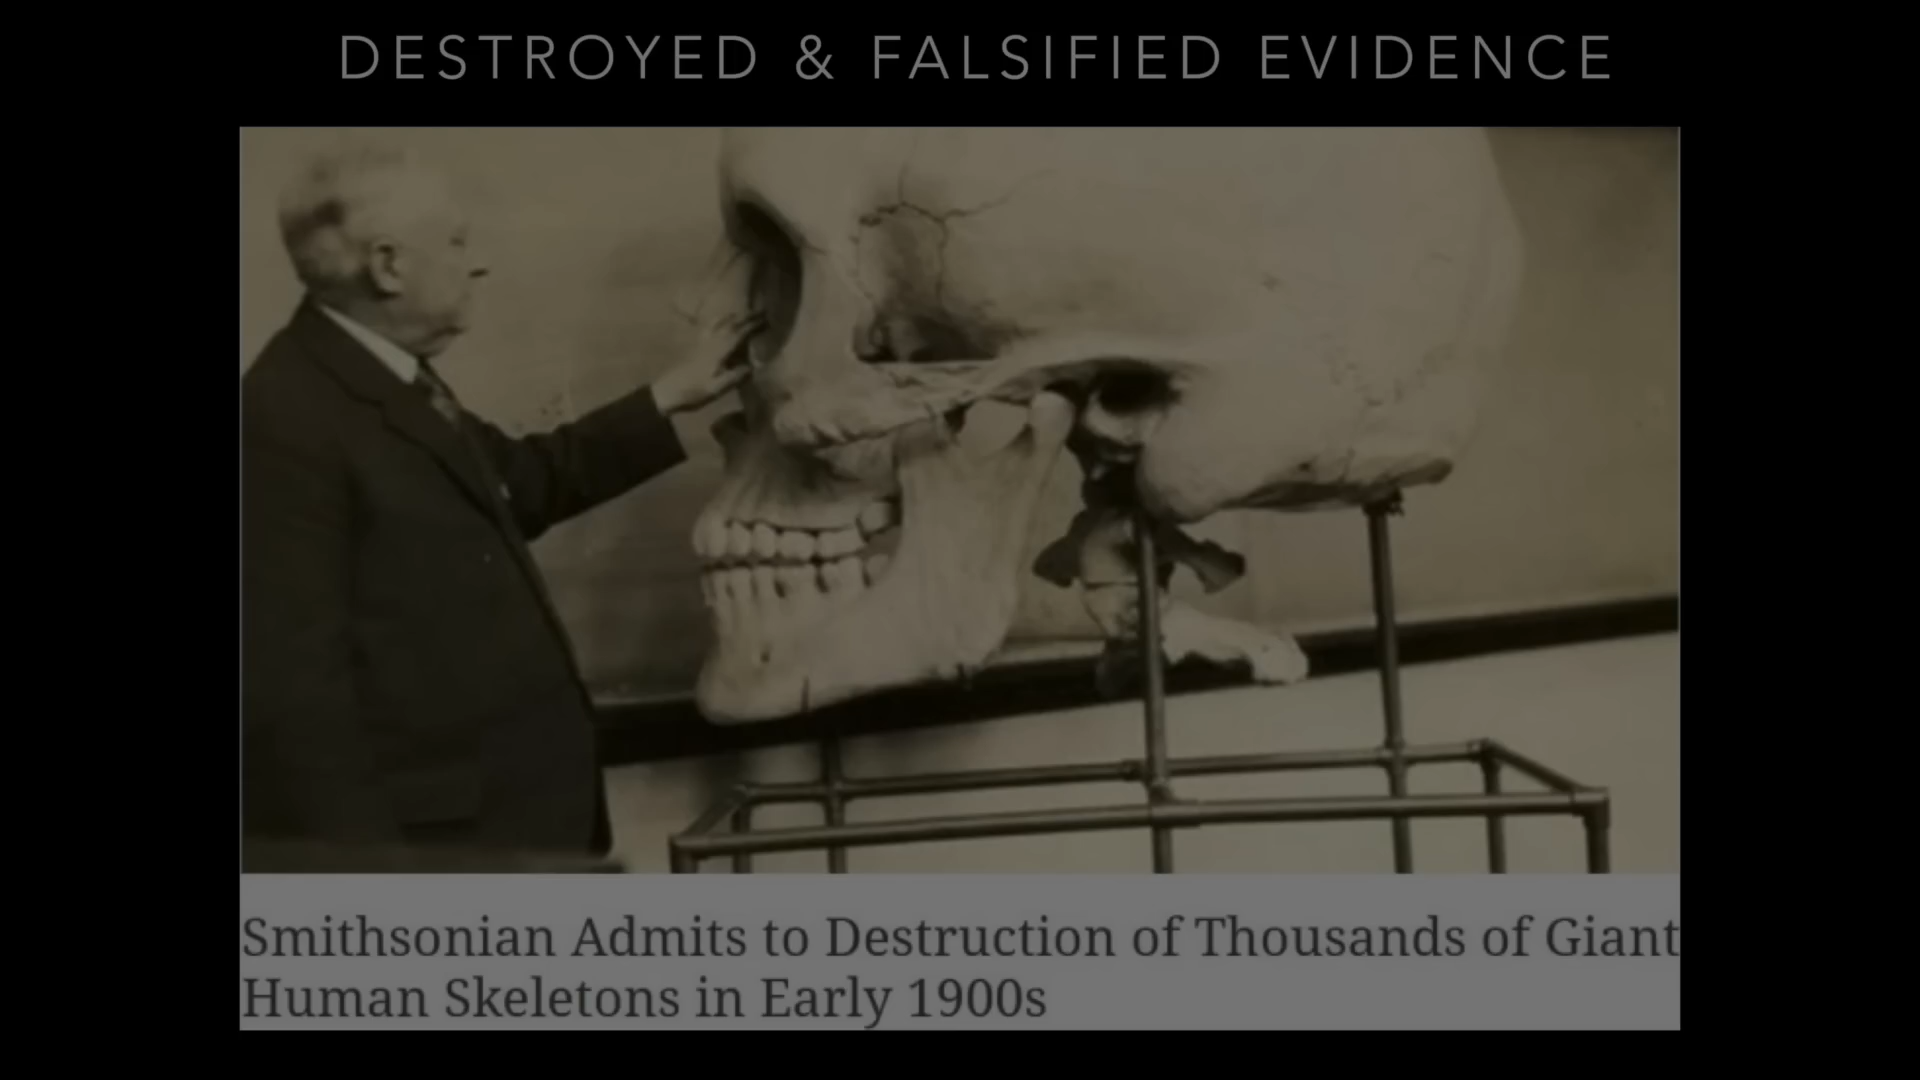 DESTROYED & FALSIFIED EVIDENCE
Smithsonian Admits to Destruction of Thousands of Giant
Human Skeletons in Early 1900s